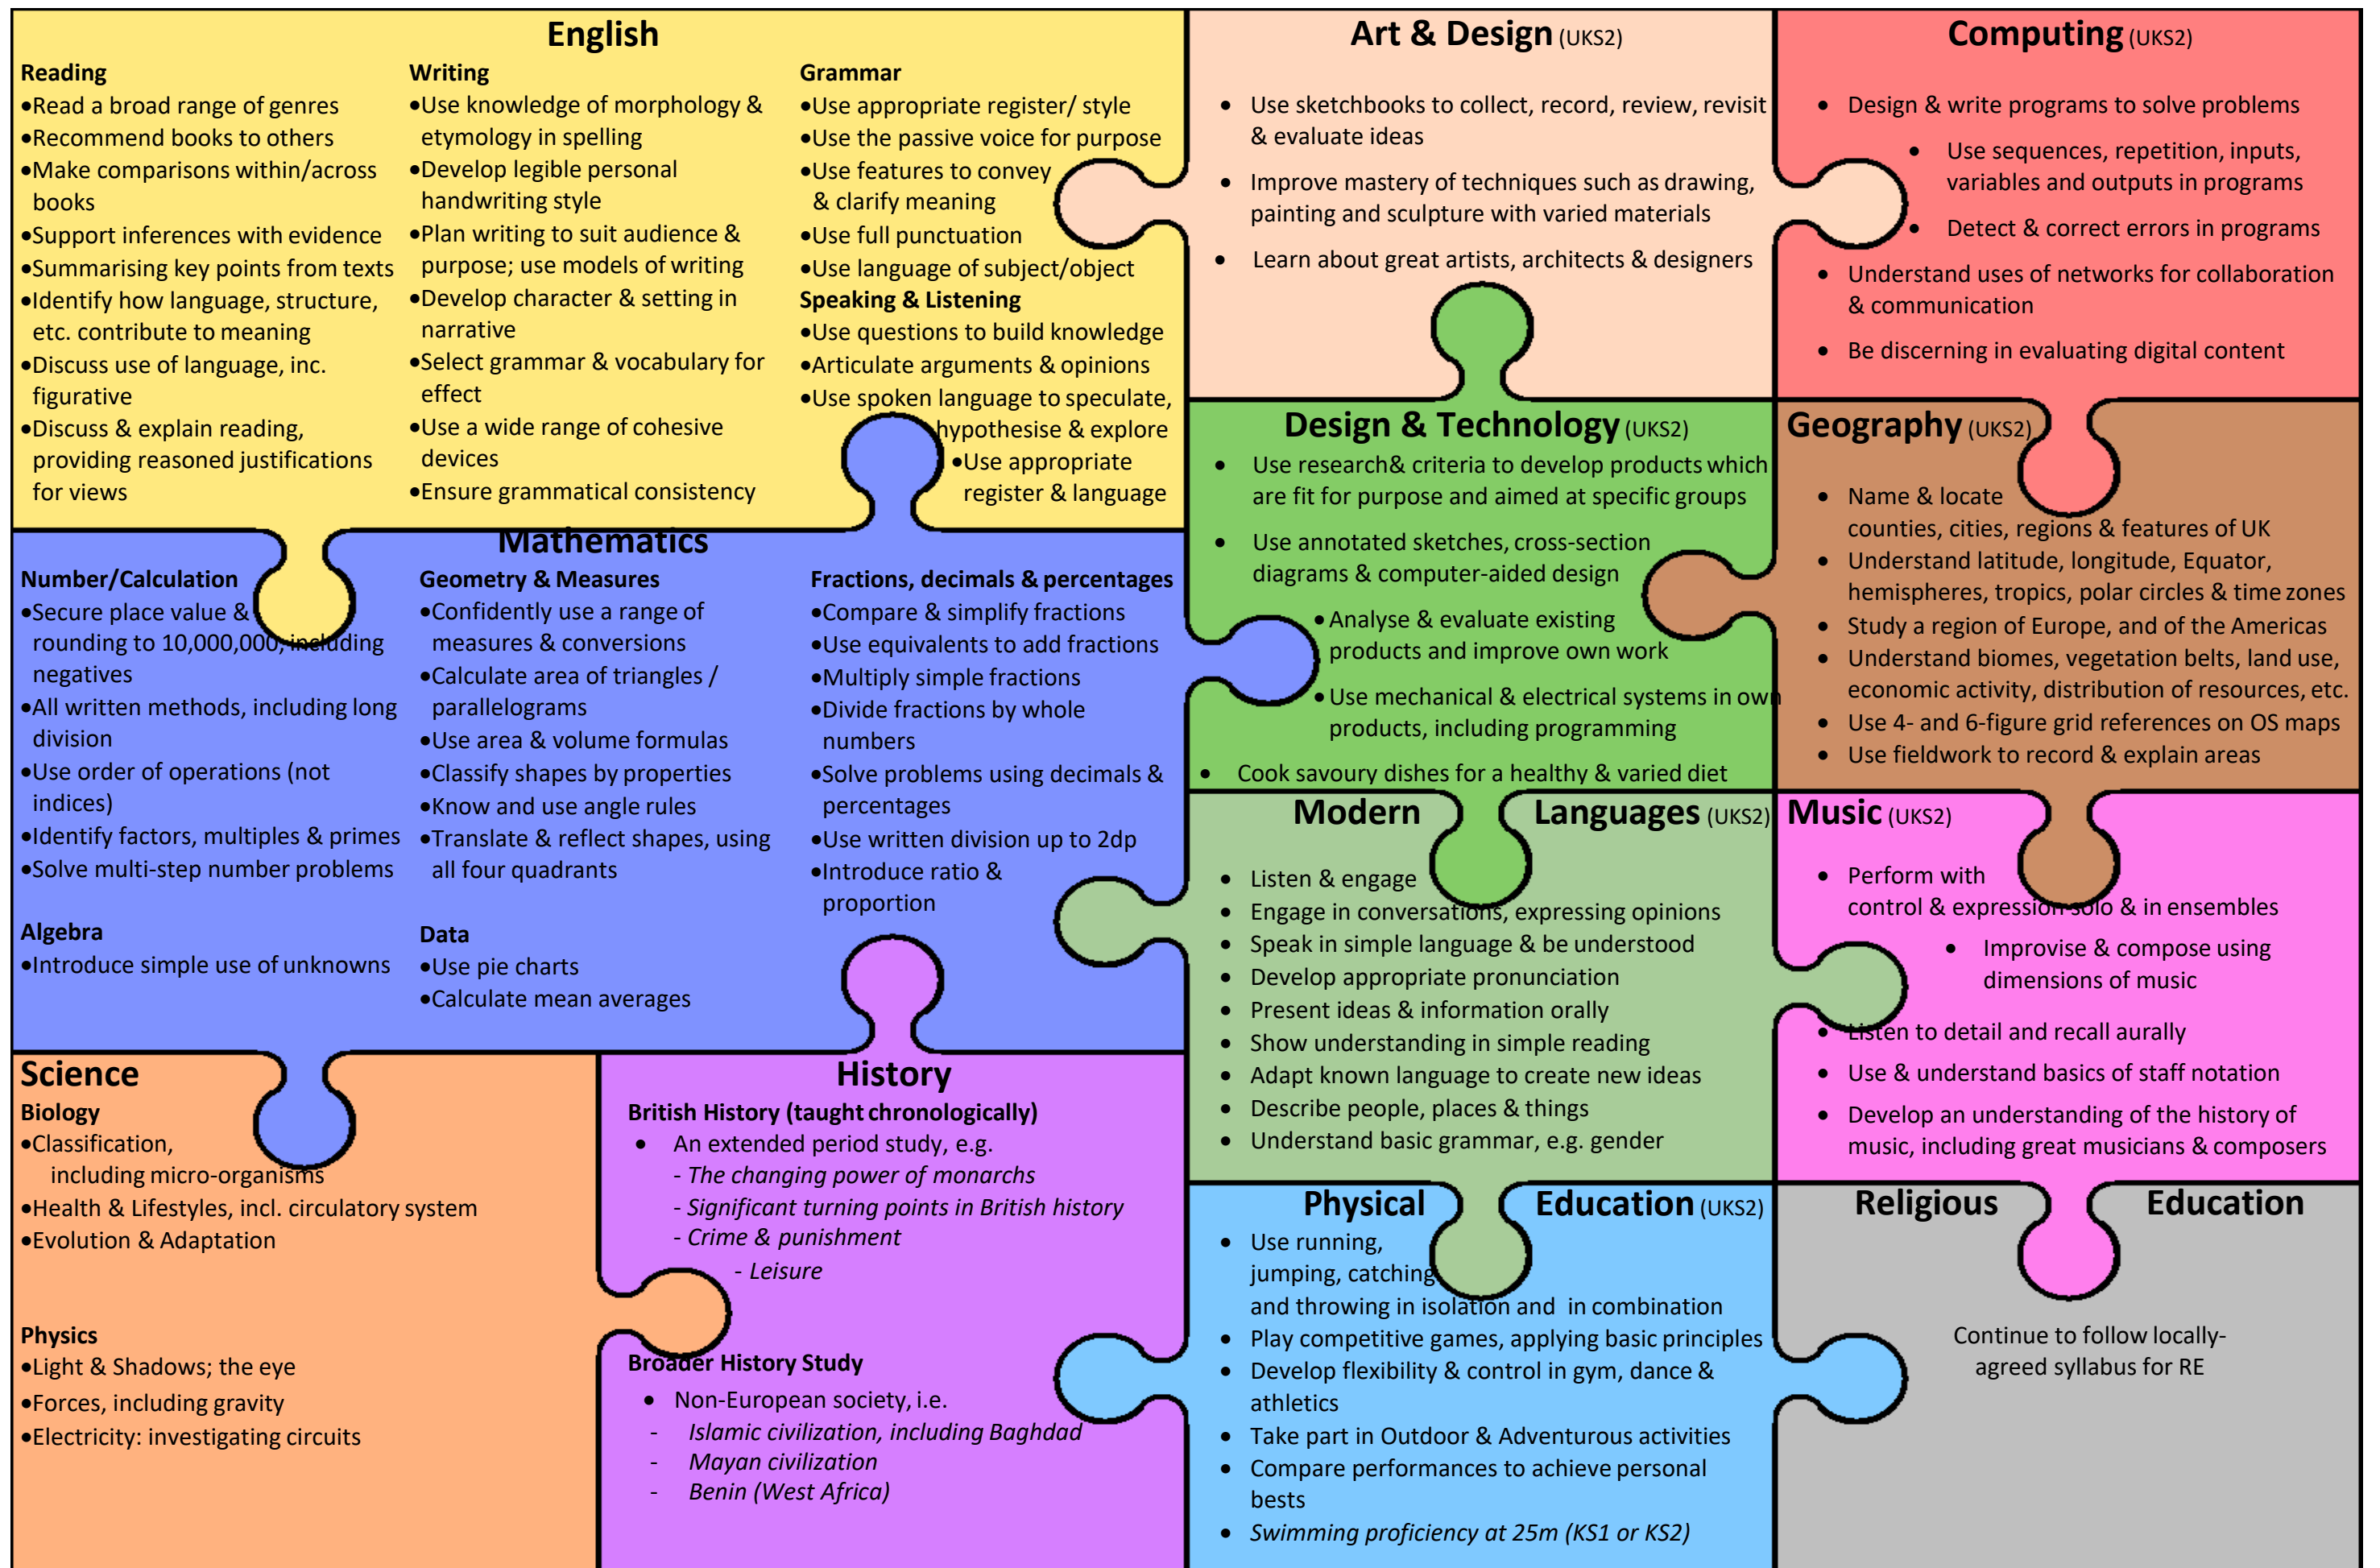 English
Reading
•Read a broad range of genres
•Recommend books to others
•Make comparisons within/across
books
•Support inferences with evidence
•Summarising key points from texts
•Identify how language, structure,
etc. contribute to meaning
•Discuss use of language, inc.
figurative
•Discuss & explain reading,
providing reasoned justifications
for views
Writing
•Use knowledge of morphology &
etymology in spelling
•Develop legible personal
handwriting style
•Plan writing to suit audience &
purpose; use models of writing
•Develop character & setting in
narrative
•Select grammar & vocabulary for
effect
•Use a wide range of cohesive
devices
•Ensure grammatical consistency
Grammar
•Use appropriate register/ style
•Use the passive voice for purpose
•Use features to convey
& clarify meaning
•Use full punctuation
•Use language of subject/object
Speaking & Listening
•Use questions to build knowledge
•Articulate arguments & opinions
•Use spoken language to speculate,
hypothesise & explore
•Use appropriate
register & language
Art & Design (UKS2)
• Use sketchbooks to collect, record, review, revisit
& evaluate ideas
• Improve mastery of techniques such as drawing,
painting and sculpture with varied materials
• Learn about great artists, architects & designers
Computing (UKS2)
• Design & write programs to solve problems
• Use sequences, repetition, inputs,
variables and outputs in programs
• Detect & correct errors in programs
• Understand uses of networks for collaboration
& communication
• Be discerning in evaluating digital content
Mathematics
Number/Calculation
•Secure place value &
rounding to 10,000,000, including
negatives
•All written methods, including long
division
•Use order of operations (not
indices)
•Identify factors, multiples & primes
•Solve multi-step number problems
Algebra
•Introduce simple use of unknowns
Geometry & Measures
•Confidently use a range of
measures & conversions
•Calculate area of triangles /
parallelograms
•Use area & volume formulas
•Classify shapes by properties
•Know and use angle rules
•Translate & reflect shapes, using
all four quadrants
Data
•Use pie charts
•Calculate mean averages
Fractions, decimals & percentages
•Compare & simplify fractions
•Use equivalents to add fractions
•Multiply simple fractions
•Divide fractions by whole
numbers
•Solve problems using decimals &
percentages
•Use written division up to 2dp
•Introduce ratio &
proportion
Design & Technology (UKS2)
• Use research& criteria to develop products which
are fit for purpose and aimed at specific groups
• Use annotated sketches, cross-section
diagrams & computer-aided design
• Analyse & evaluate existing
products and improve own work
• Use mechanical & electrical systems in own
products, including programming
• Cook savoury dishes for a healthy & varied diet
Geography (UKS2)
• Name & locate
counties, cities, regions & features of UK
• Understand latitude, longitude, Equator,
hemispheres, tropics, polar circles & time zones
• Study a region of Europe, and of the Americas
• Understand biomes, vegetation belts, land use,
economic activity, distribution of resources, etc.
• Use 4- and 6-figure grid references on OS maps
• Use fieldwork to record & explain areas
Modern Languages (UKS2)
• Listen & engage
• Engage in conversations, expressing opinions
• Speak in simple language & be understood
• Develop appropriate pronunciation
• Present ideas & information orally
• Show understanding in simple reading
• Adapt known language to create new ideas
• Describe people, places & things
• Understand basic grammar, e.g. gender
Music (UKS2)
• Perform with
control & expression solo & in ensembles
• Improvise & compose using
dimensions of music
• Listen to detail and recall aurally
• Use & understand basics of staff notation
• Develop an understanding of the history of
music, including great musicians & composers
Science
Biology
•Classification,
including micro-organisms
•Health & Lifestyles, incl. circulatory system
•Evolution & Adaptation
Physics
•Light & Shadows; the eye
•Forces, including gravity
•Electricity: investigating circuits
History
British History (taught chronologically)
• An extended period study, e.g.
- The changing power of monarchs
- Significant turning points in British history
- Crime & punishment
- Leisure
Broader History Study
• Non-European society, i.e.
- Islamic civilization, including Baghdad
- Mayan civilization
- Benin (West Africa)
Physical Education (UKS2)
• Use running,
jumping, catching
and throwing in isolation and in combination
• Play competitive games, applying basic principles
• Develop flexibility & control in gym, dance &
athletics
• Take part in Outdoor & Adventurous activities
• Compare performances to achieve personal
bests
• Swimming proficiency at 25m (KS1 or KS2)
Religious Education
Continue to follow locally-
agreed syllabus for RE